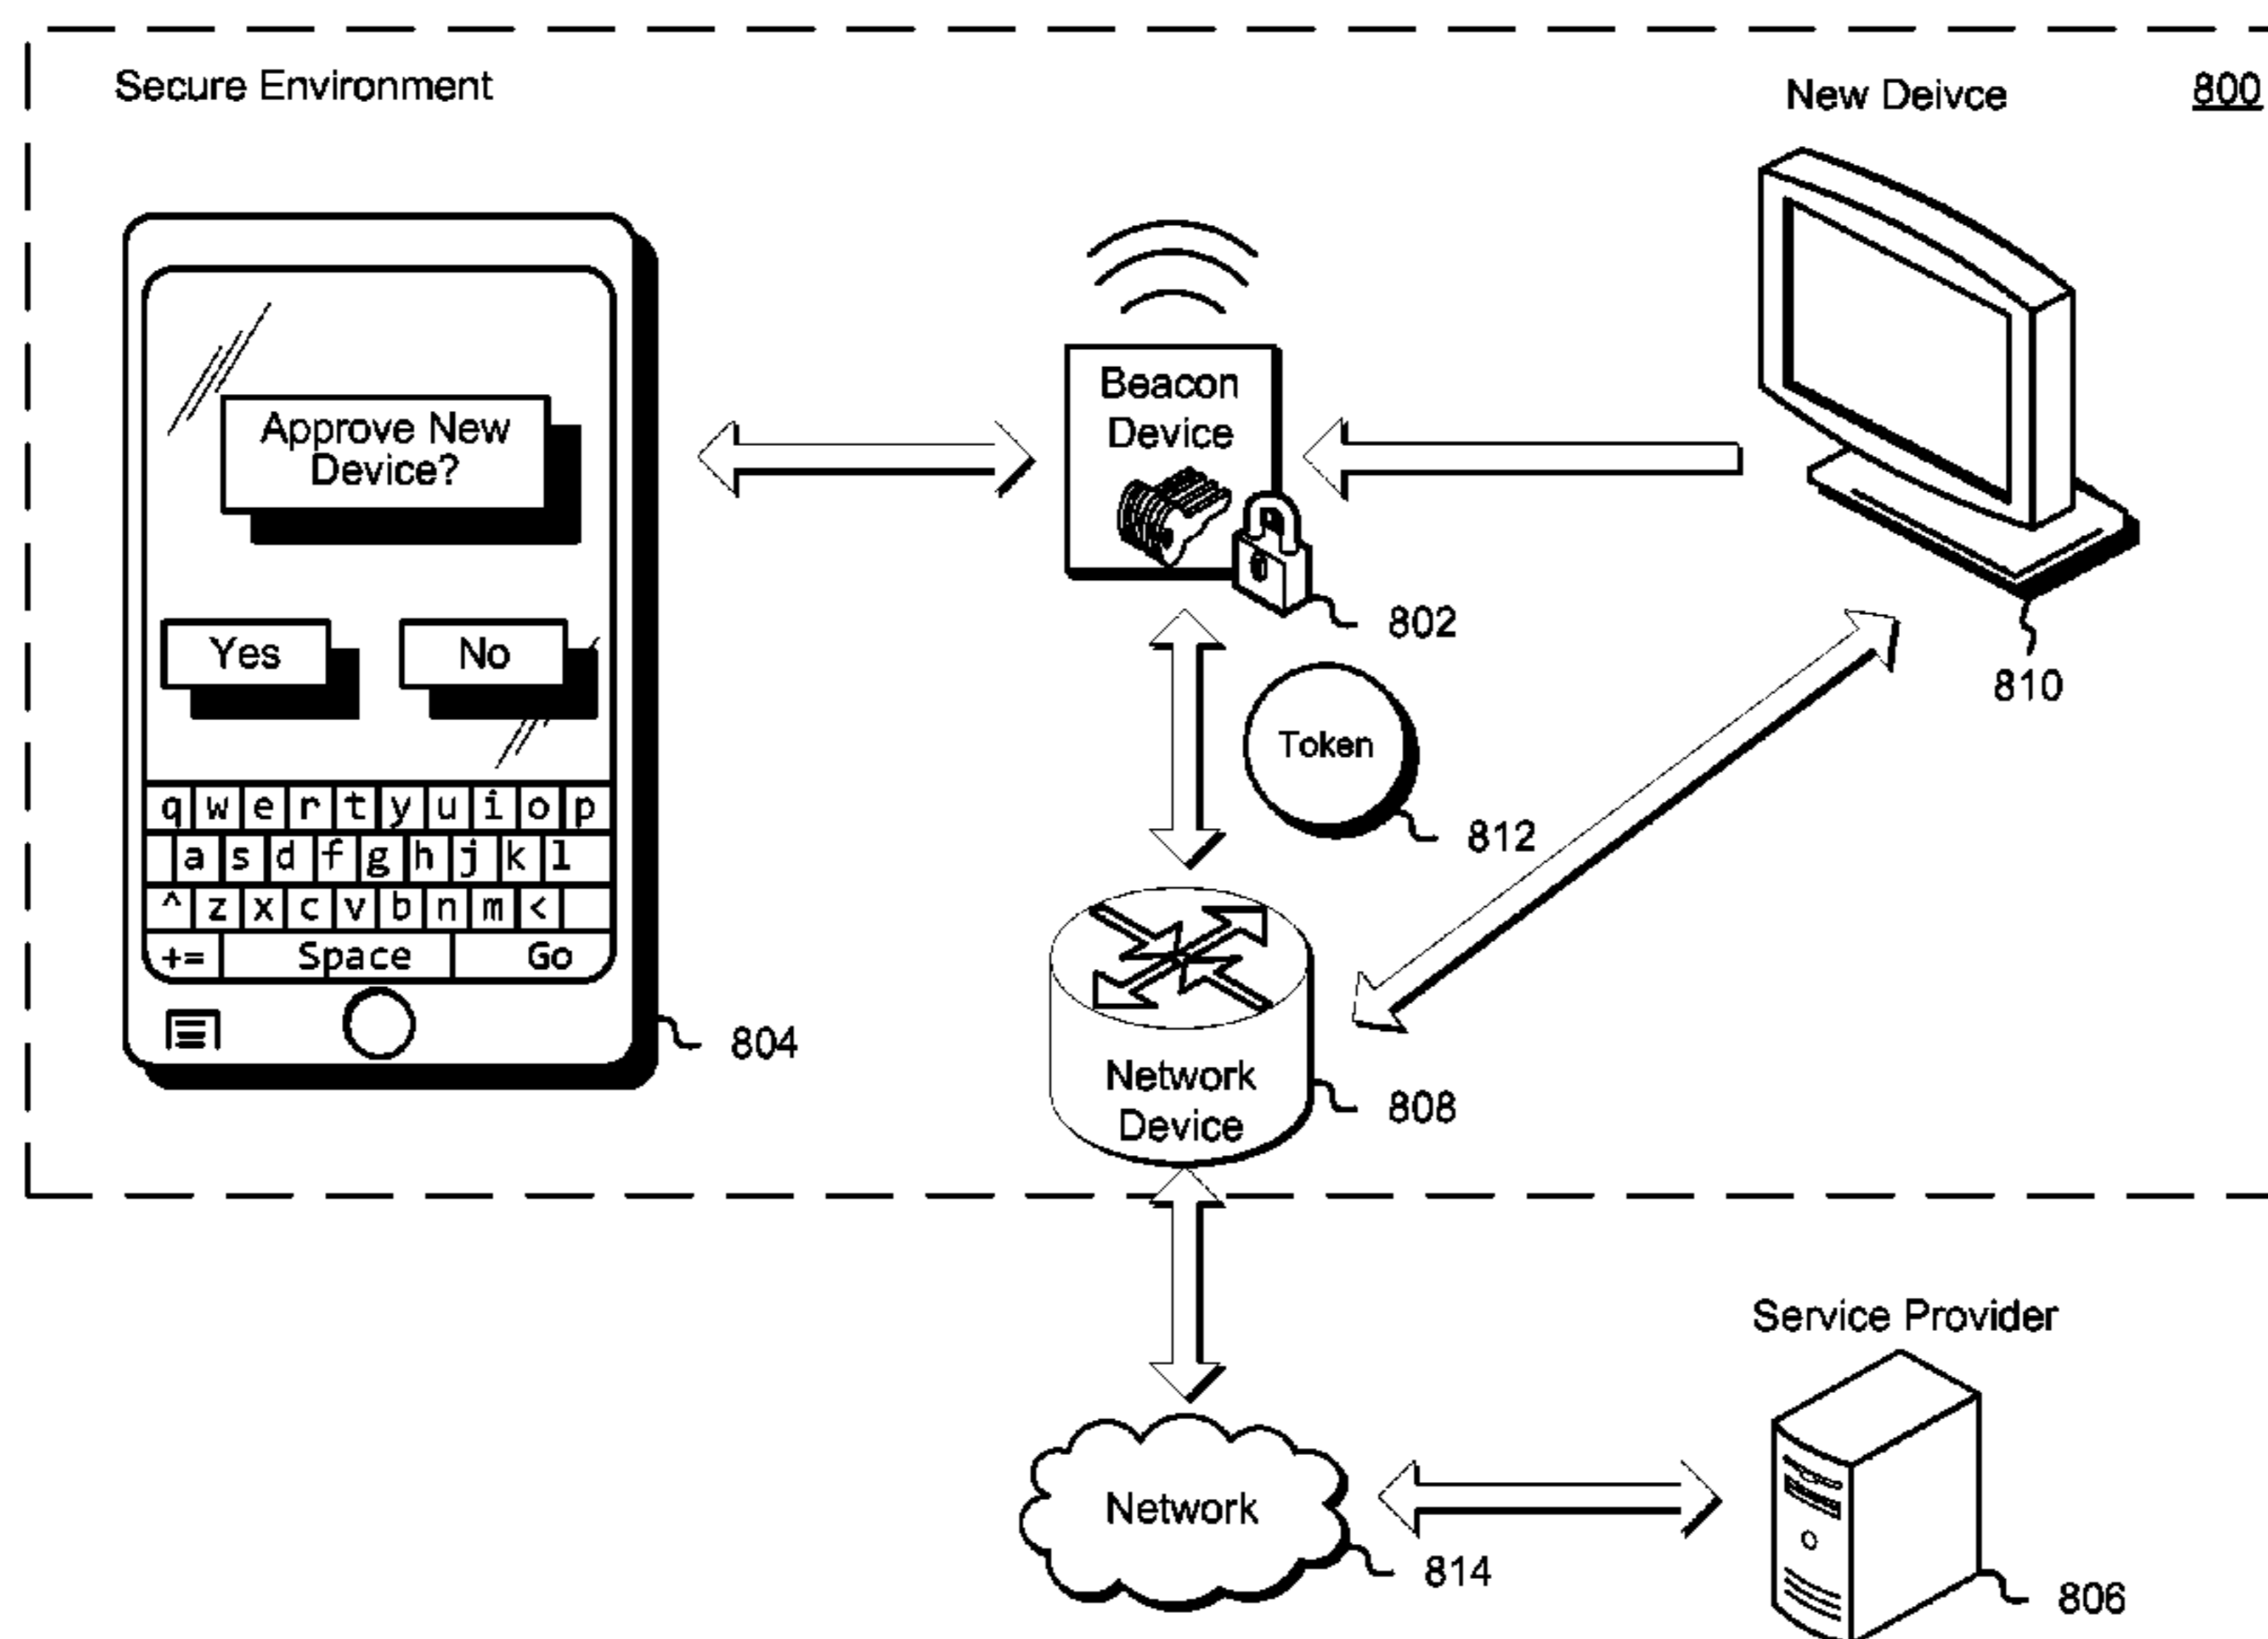 Secure Environment
New Deivce
800
Approve New
Device?
Yes
No
q w e r t y u i o p
a s d f g h j k l
^ z x c v b n m <
+= Space Go
804
Beacon
Device
802
810
Token
812
Network
Device
808
Service Provider
Network
814
806